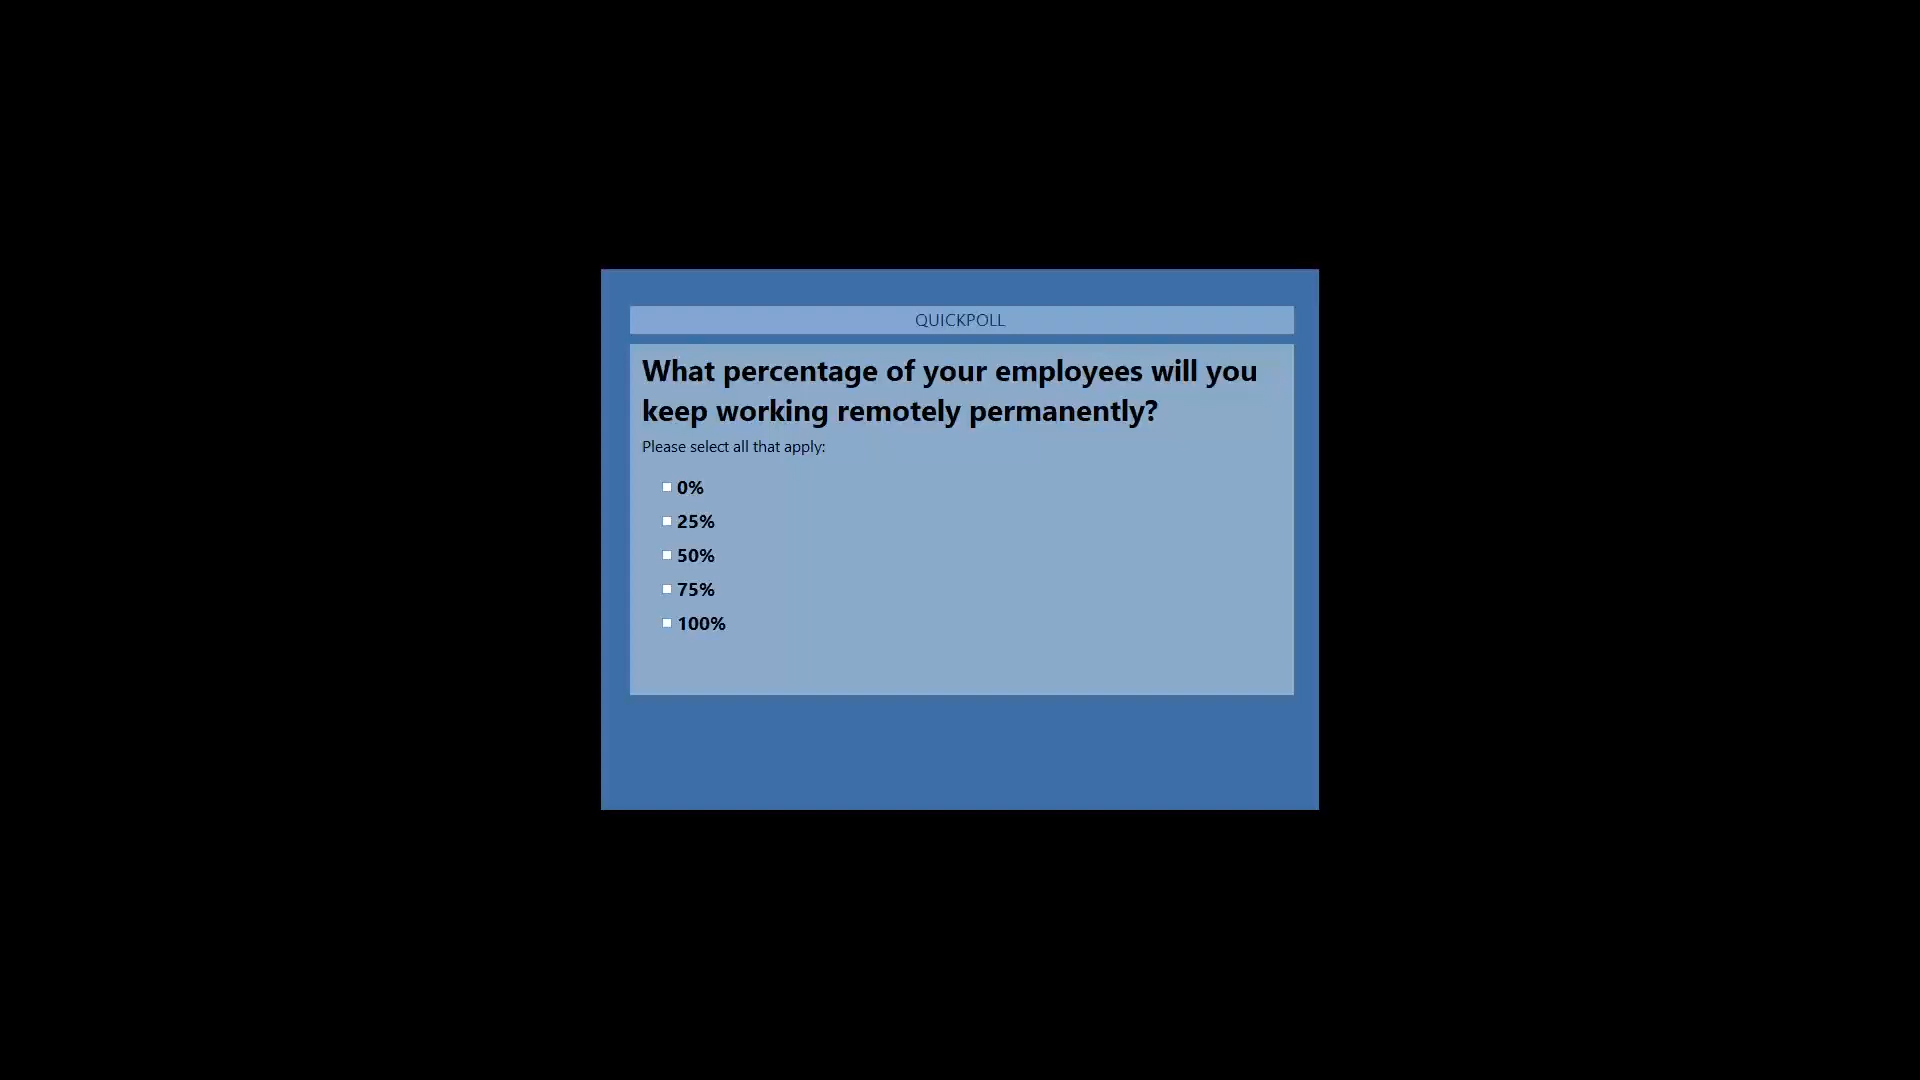 QUICKPOLL
What percentage of your employees will you
keep working remotely permanently?
Please select all that apply:
0%
25%
50%
75%
100%